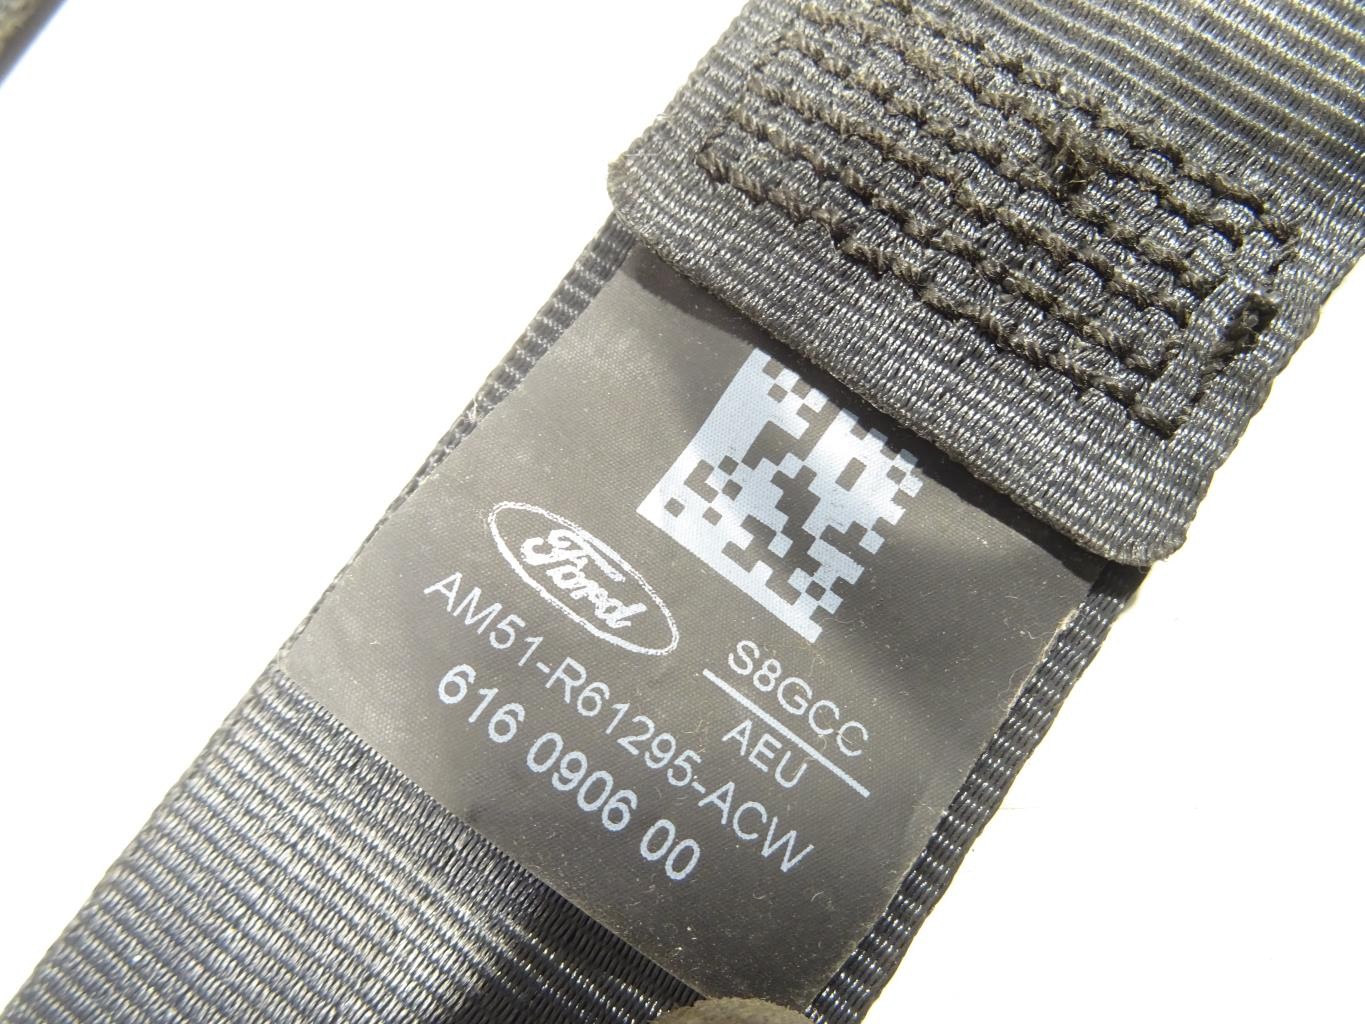 Ford
S8GCC
AEU
AM51-R61295-ACW
616 0906 00